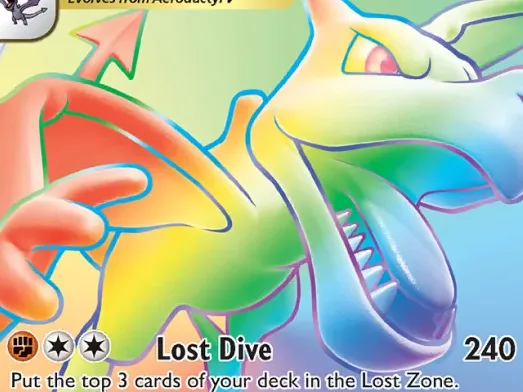 Evolves from Aerodactyl V
Lost Dive 240
Put the top 3 cards of your deck in the Lost Zone.